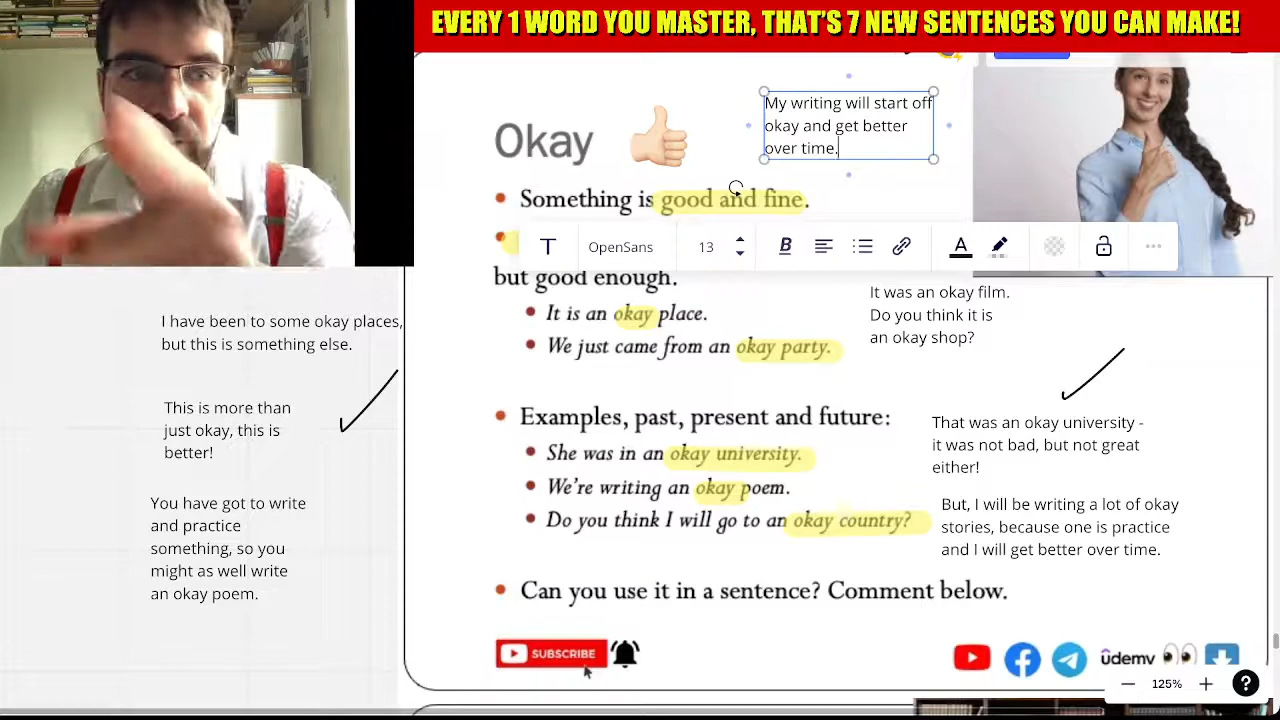 EVERY 1 WORD YOU MASTER, THAT'S 7 NEW SENTENCES YOU CAN MAKE!
My writing will start off
okay and get better
over time.
Okay
Something is good and fine.
OpenSans
13
B
A
but good enough.
It is an okay place.
We just came from an okay party.
It was an okay film.
Do you think it is
an okay shop?
I have been to some okay places,
but this is something else.
This is more than
just okay, this is
better!
You have got to write
and practice
something, so you
might as well write
an okay poem.
Examples, past, present and future:
She was in an okay university.
We're writing an okay poem.
Do you think I will go to an okay country?
That was an okay university -
it was not bad, but not great
either!
But, I will be writing a lot of okay
stories, because one is practice
and I will get better over time.
Can you use it in a sentence? Comment below.
SUBSCRIBE
udemy
125%